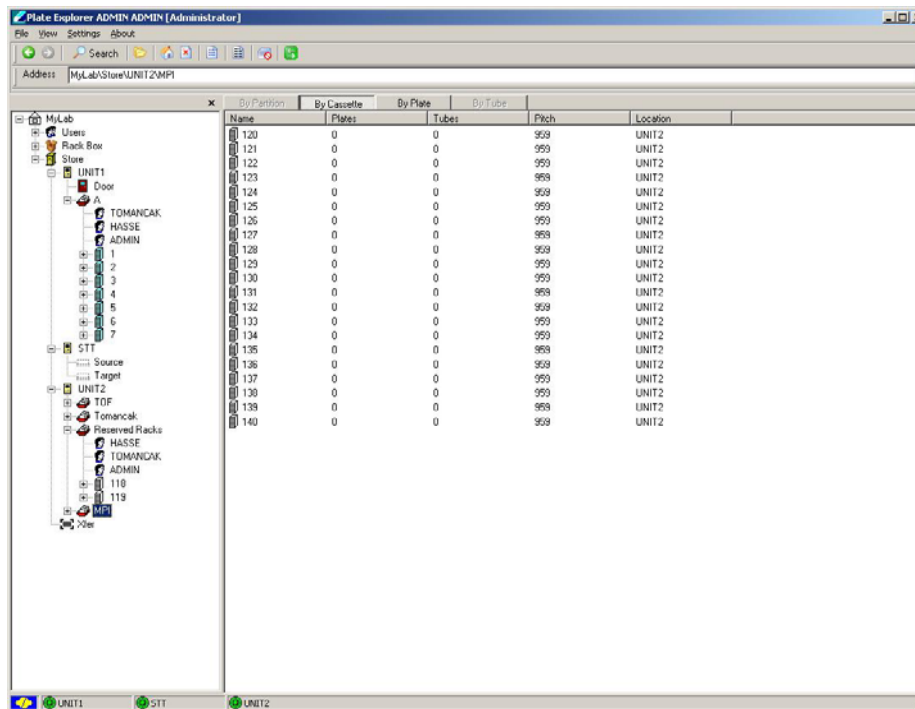 Plate Explorer ADMIN ADMIN [Administrator]
File View Settings About
Search
Address MyLab\Store\UNIT2\MPI
By Partition By Cassette By Plate By Tube
Name Plates Tubes Pitch Location
120 0 0 959 UNIT2
121 0 0 959 UNIT2
122 0 0 959 UNIT2
123 0 0 959 UNIT2
124 0 0 959 UNIT2
125 0 0 959 UNIT2
126 0 0 959 UNIT2
127 0 0 959 UNIT2
128 0 0 959 UNIT2
129 0 0 959 UNIT2
130 0 0 959 UNIT2
131 0 0 959 UNIT2
132 0 0 959 UNIT2
133 0 0 959 UNIT2
134 0 0 959 UNIT2
135 0 0 959 UNIT2
136 0 0 959 UNIT2
137 0 0 959 UNIT2
138 0 0 959 UNIT2
139 0 0 959 UNIT2
140 0 0 959 UNIT2
MyLab
Users
Rack Box
Store
UNIT1
Door
A
TOMANCAK
HASSE
ADMIN
1
2
3
4
5
6
7
STT
Source
Target
UNIT2
TOF
Tomancak
Reserved Racks
HASSE
TOMANCAK
ADMIN
118
119
MPI
Xler
UNIT1 STT UNIT2